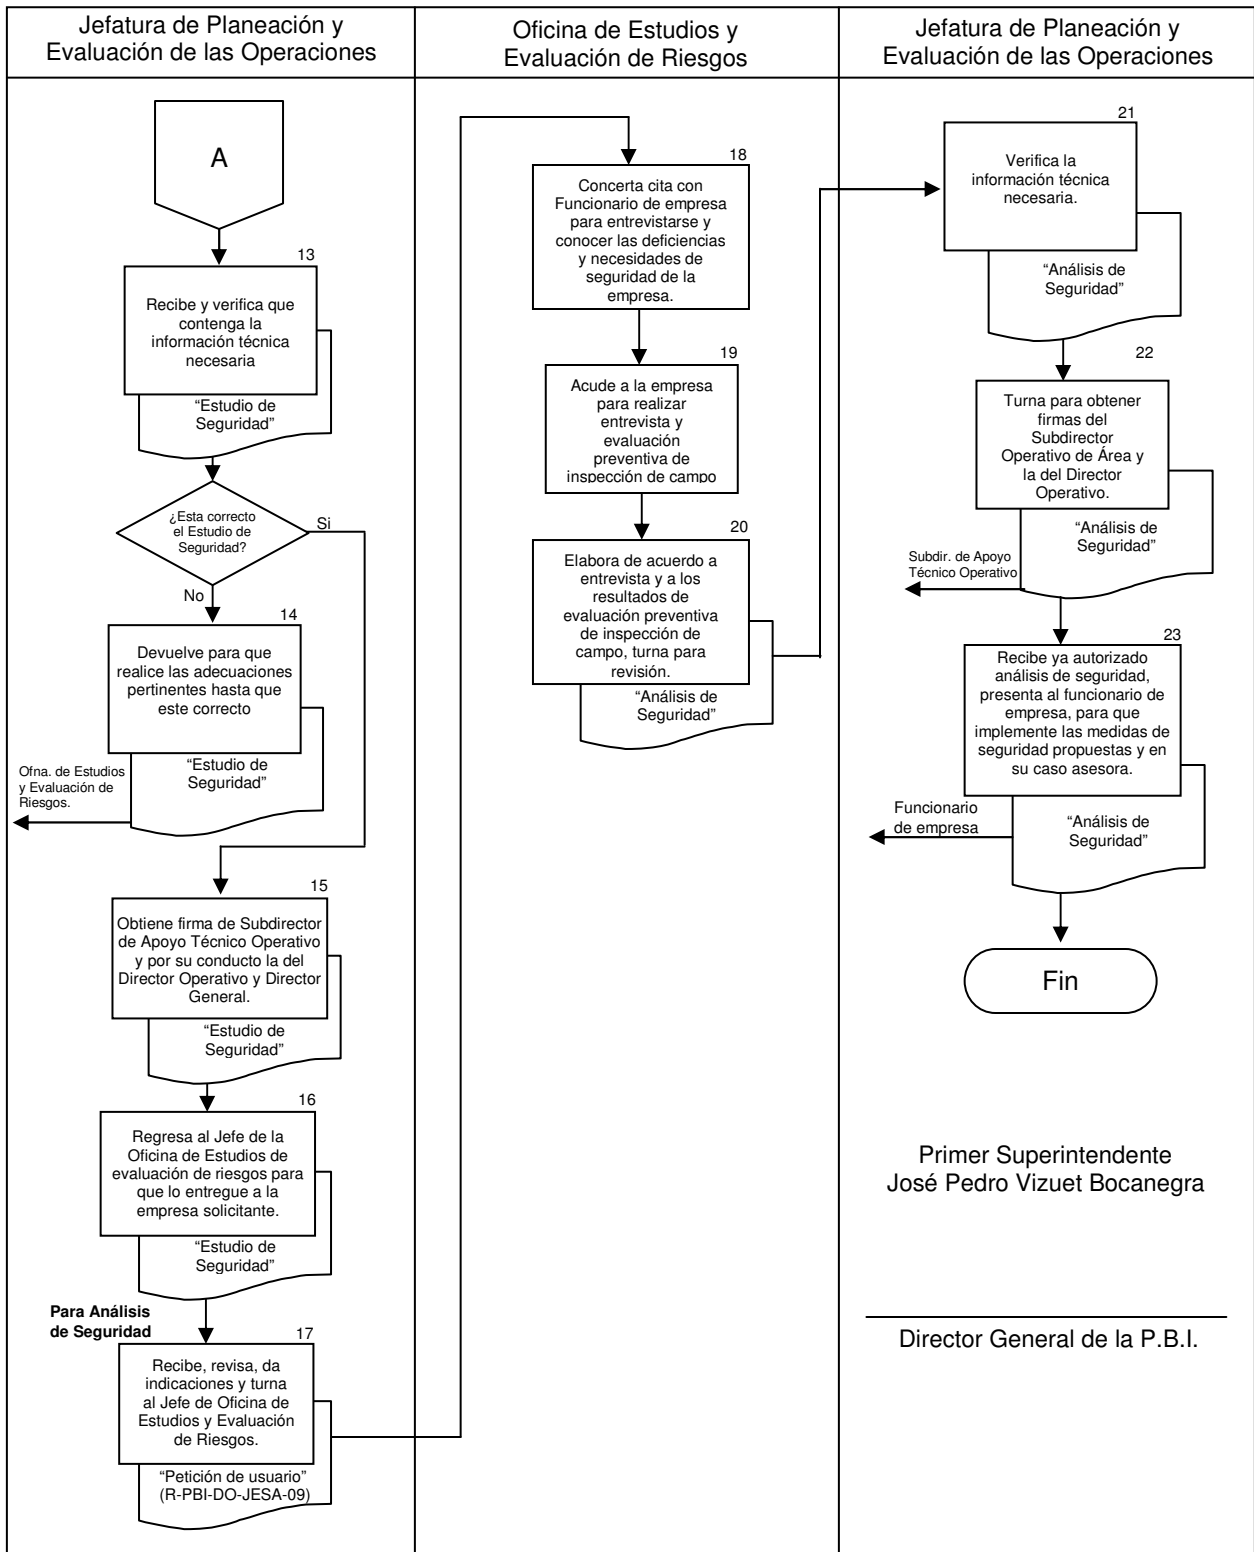 Jefatura de Planeación y
Evaluación de las Operaciones
A
13
Recibe y verifica que
contenga la
información técnica
necesaria
“Estudio de
Seguridad”
¿Esta correcto
el Estudio de
Seguridad?
Si
No
14
Devuelve para que
realice las adecuaciones
pertinentes hasta que
este correcto
“Estudio de
Seguridad”
Ofna. de Estudios
y Evaluación de
Riesgos.
15
Obtiene firma de Subdirector
de Apoyo Técnico Operativo
y por su conducto la del
Director Operativo y Director
General.
“Estudio de
Seguridad”
16
Regresa al Jefe de la
Oficina de Estudios de
evaluación de riesgos para
que lo entregue a la
empresa solicitante.
“Estudio de
Seguridad”
Para Análisis
de Seguridad
17
Recibe, revisa, da
indicaciones y turna
al Jefe de Oficina de
Estudios y Evaluación
de Riesgos.
“Petición de usuario”
(R-PBI-DO-JESA-09)
Oficina de Estudios y
Evaluación de Riesgos
18
Concerta cita con
Funcionario de empresa
para entrevistarse y
conocer las deficiencias
y necesidades de
seguridad de la
empresa.
19
Acude a la empresa
para realizar
entrevista y
evaluación
preventiva de
inspección de campo
20
Elabora de acuerdo a
entrevista y a los
resultados de
evaluación preventiva
de inspección de
campo, turna para
revisión.
“Análisis de
Seguridad”
Jefatura de Planeación y
Evaluación de las Operaciones
21
Verifica la
información técnica
necesaria.
“Análisis de
Seguridad”
22
Turna para obtener
firmas del
Subdirector
Operativo de Área y
la del Director
Operativo.
“Análisis de
Seguridad”
Subdir. de Apoyo
Técnico Operativo
23
Recibe ya autorizado
análisis de seguridad,
presenta al funcionario de
empresa, para que
implemente las medidas de
seguridad propuestas y en
su caso asesora.
Funcionario
de empresa
“Análisis de
Seguridad”
Fin
Primer Superintendente
José Pedro Vizuet Bocanegra
Director General de la P.B.I.